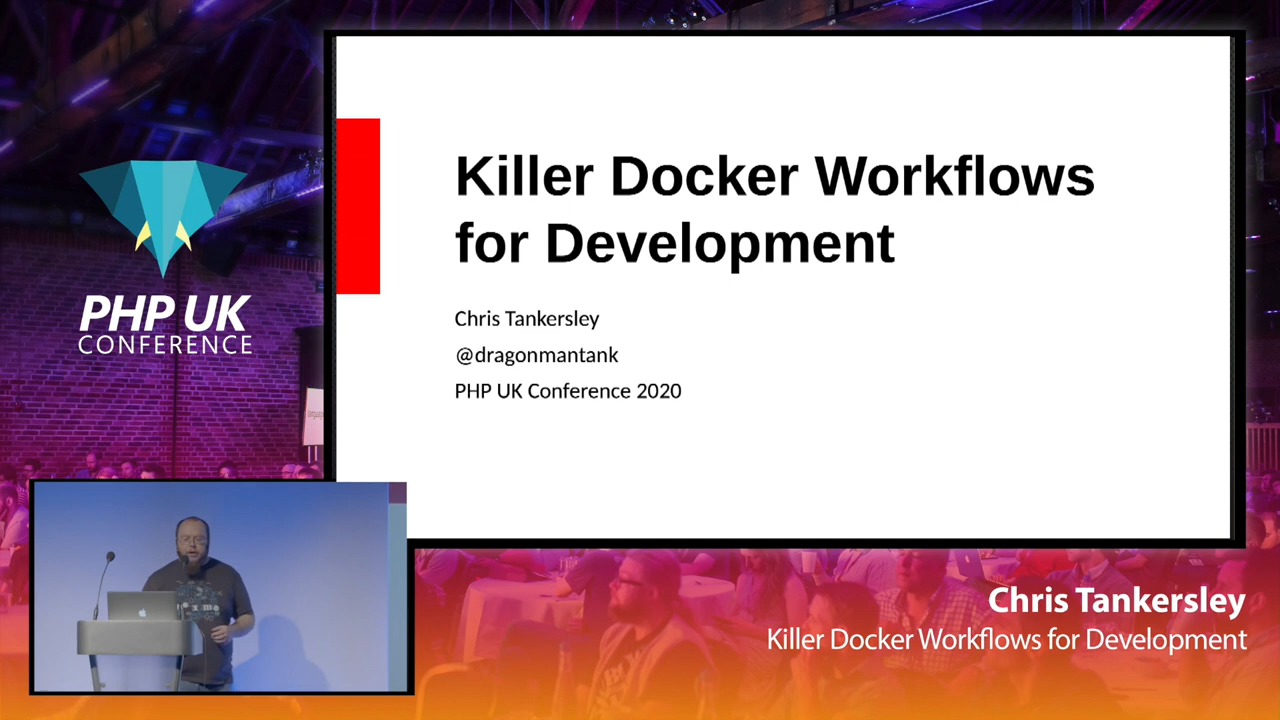 Killer Docker Workflows
for Development
Chris Tankersley
@dragonmantank
PHP UK Conference 2020
PHP UK
CONFERENCE
Chris Tankersley
Killer Docker Workflows for Development